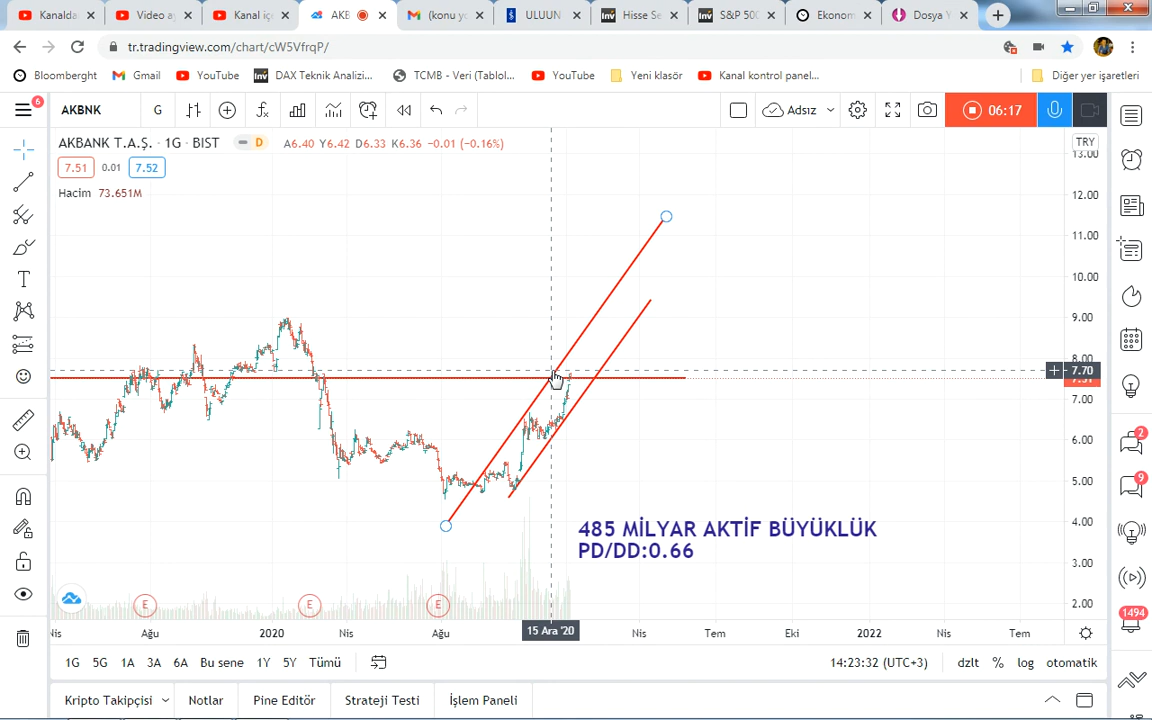 Kanalda
Video a
Kanal iç
AKB
(konu y
ULUUN
Hisse Se
S&P 500
Ekonom
Dosya Y
tr.tradingview.com/chart/cW5VfrqP/
Bloomberght
Gmail
YouTube
DAX Teknik Analizi...
TCMB - Veri (Tablol...
YouTube
Yeni klasör
Kanal kontrol panel...
Diğer yer işaretleri
6
AKBNK
G
Adsız
06:17
AKBANK T.A.Ş. · 1G · BIST
D
A6.40 Y6.42 D6.33 K6.36 −0.01 (−0.16%)
TRY
7.51
0.01
7.52
Hacim 73.651M
13.00
12.00
11.00
10.00
9.00
8.00
7.70
7.51
7.00
6.00
5.00
4.00
3.00
2.00
485 MİLYAR AKTİF BÜYÜKLÜK
PD/DD:0.66
E
E
E
2
9
1494
Nis
Ağu
2020
Nis
Ağu
15 Ara '20
Nis
Tem
Eki
2022
Nis
Tem
1G
5G
1A
3A
6A
Bu sene
1Y
5Y
Tümü
14:23:32 (UTC+3)
dzlt
%
log
otomatik
Kripto Takipçisi
Notlar
Pine Editör
Strateji Testi
İşlem Paneli